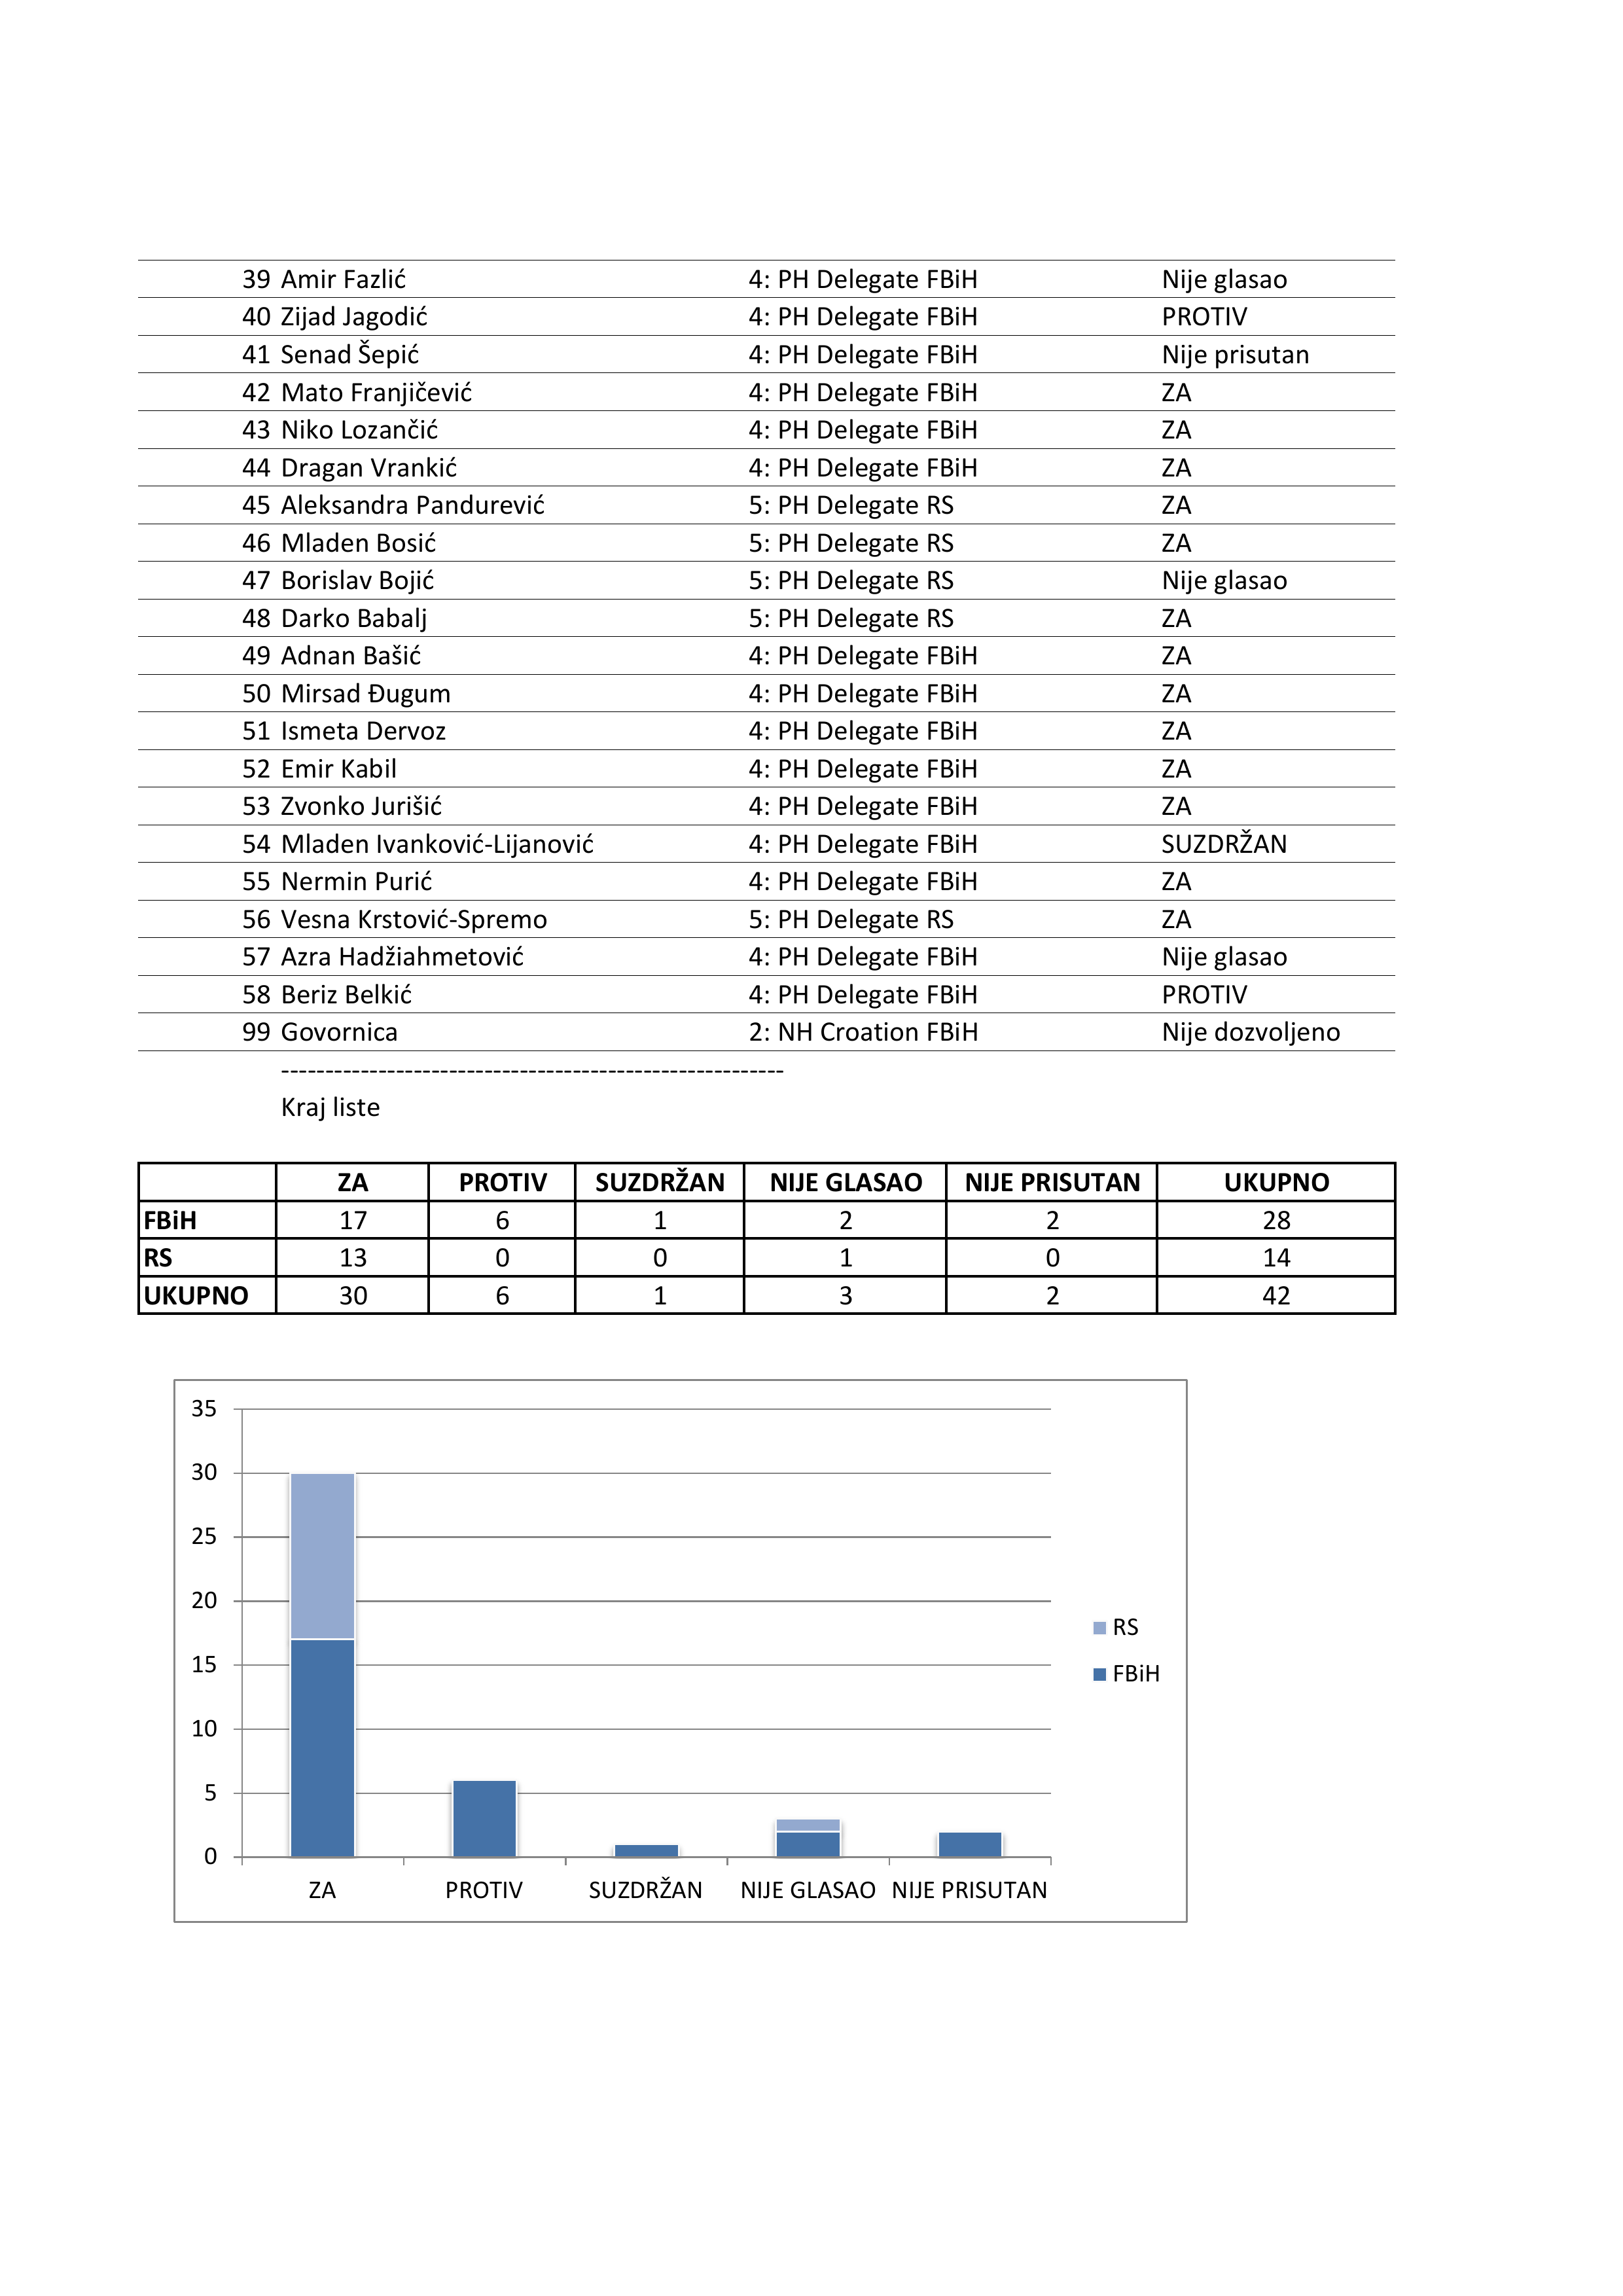 39 Amir Fazlić 4: PH Delegate FBiH Nije glasao
40 Zijad Jagodić 4: PH Delegate FBiH PROTIV
41 Senad Šepić 4: PH Delegate FBiH Nije prisutan
42 Mato Franjičević 4: PH Delegate FBiH ZA
43 Niko Lozančić 4: PH Delegate FBiH ZA
44 Dragan Vrankić 4: PH Delegate FBiH ZA
45 Aleksandra Pandurević 5: PH Delegate RS ZA
46 Mladen Bosić 5: PH Delegate RS ZA
47 Borislav Bojić 5: PH Delegate RS Nije glasao
48 Darko Babalj 5: PH Delegate RS ZA
49 Adnan Bašić 4: PH Delegate FBiH ZA
50 Mirsad Đugum 4: PH Delegate FBiH ZA
51 Ismeta Dervoz 4: PH Delegate FBiH ZA
52 Emir Kabil 4: PH Delegate FBiH ZA
53 Zvonko Jurišić 4: PH Delegate FBiH ZA
54 Mladen Ivanković-Lijanović 4: PH Delegate FBiH SUZDRŽAN
55 Nermin Purić 4: PH Delegate FBiH ZA
56 Vesna Krstović-Spremo 5: PH Delegate RS ZA
57 Azra Hadžiahmetović 4: PH Delegate FBiH Nije glasao
58 Beriz Belkić 4: PH Delegate FBiH PROTIV
99 Govornica 2: NH Croation FBiH Nije dozvoljeno
---------------------------------------------------------
Kraj liste
ZA PROTIV SUZDRŽAN NIJE GLASAO NIJE PRISUTAN UKUPNO
FBiH 17 6 1 2 2 28
RS 13 0 0 1 0 14
UKUPNO 30 6 1 3 2 42
35
30
25
20
15
10
5
0
ZA PROTIV SUZDRŽAN NIJE GLASAO NIJE PRISUTAN
RS
FBiH